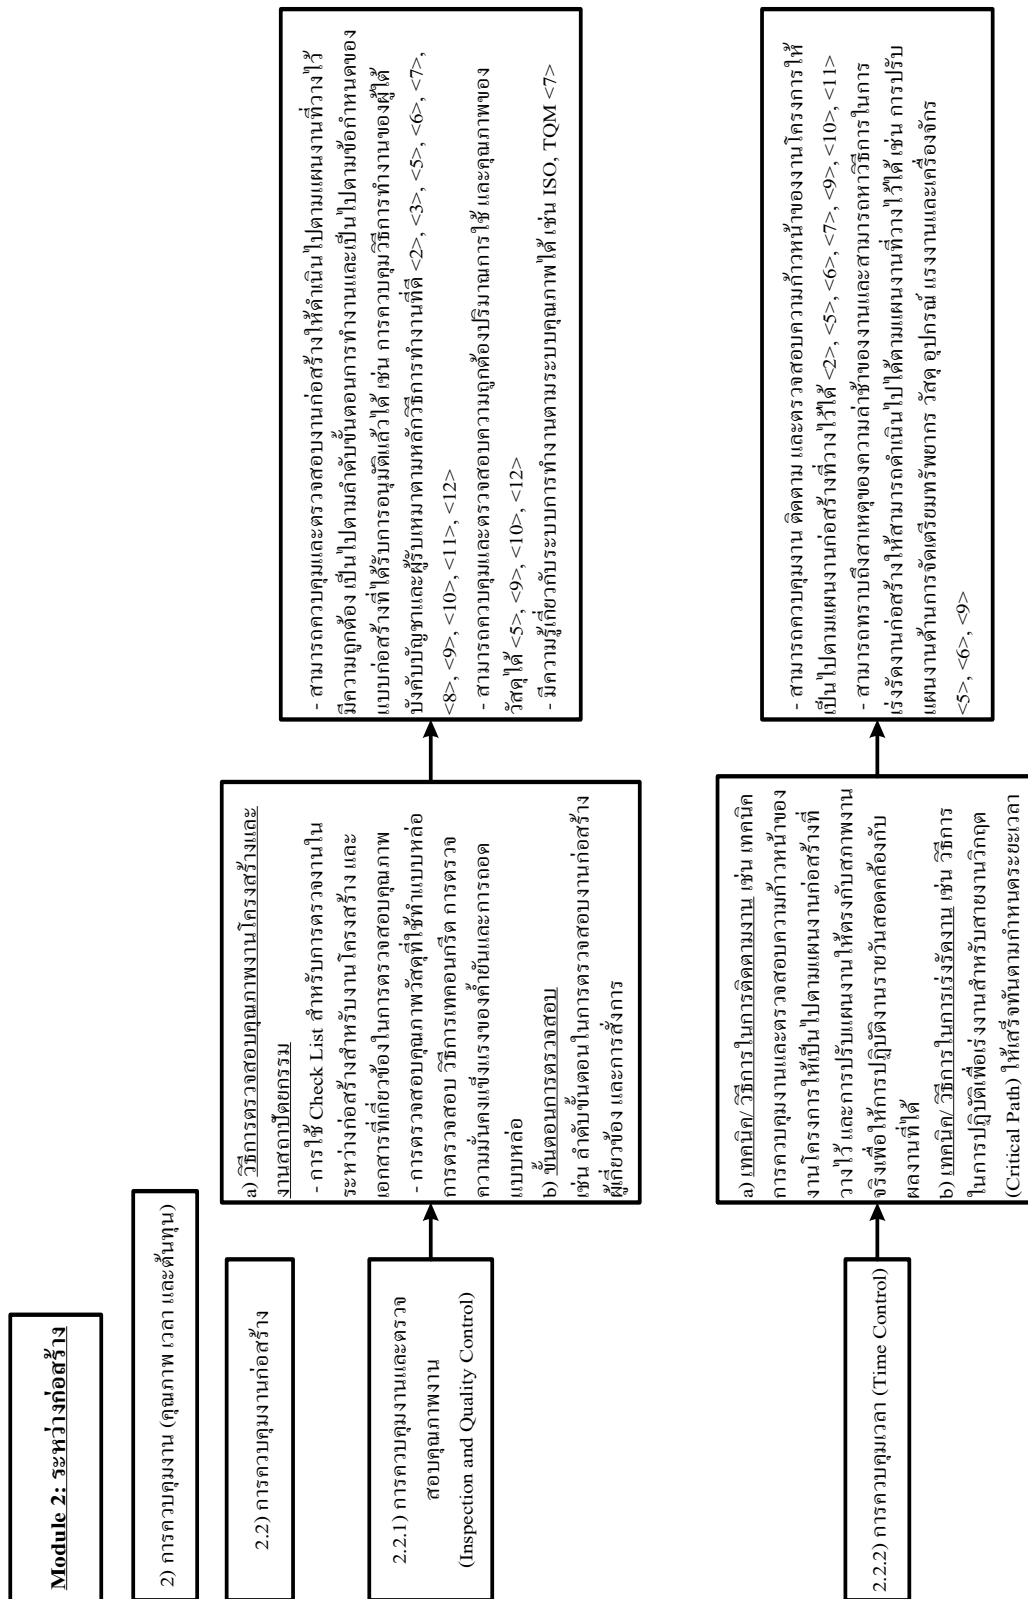 Module 2: ระหว่างก่อสร้าง
2) การควบคุมงาน (คุณภาพ เวลา และต้นทุน)
2.2) การควบคุมงานก่อสร้าง
2.2.1) การควบคุมงานและตรวจ
สอบคุณภาพงาน
(Inspection and Quality Control)
a) วิธีการตรวจสอบคุณภาพงานโครงสร้างและ
งานสถาปัตยกรรม
- การใช้ Check List สำหรับการตรวจงานใน
ระหว่างก่อสร้างสำหรับงานโครงสร้าง และ
เอกสารที่เกี่ยวข้องในการตรวจสอบคุณภาพ
- การตรวจสอบคุณภาพวัสดุที่ใช้ทำแบบหล่อ
การตรวจสอบ วิธีการเทคอนกรีต การตรวจ
ความมั่นคงแข็งแรงของค้ำยันและการถอด
แบบหล่อ
b) ขั้นตอนการตรวจสอบ
เช่น ลำดับขั้นตอนในการตรวจสอบงานก่อสร้าง
ผู้เกี่ยวข้อง และการสั่งการ
- สามารถควบคุมและตรวจสอบงานก่อสร้างให้ดำเนินไปตามแผนงานที่วางไว้
มีความถูกต้อง เป็นไปตามลำดับขั้นตอนการทำงานและเป็นไปตามข้อกำหนดของ
แบบก่อสร้างที่ได้รับการอนุมัติแล้วได้ เช่น การควบคุมวิธีการทำงานของผู้ใต้
บังคับบัญชาและผู้รับเหมาตามหลักวิธีการทำงานที่ดี <2>, <3>, <5>, <6>, <7>,
<8>, <9>, <10>, <11>, <12>
- สามารถควบคุมและตรวจสอบความถูกต้องปริมาณการใช้ และคุณภาพของ
วัสดุได้ <5>, <9>, <10>, <12>
- มีความรู้เกี่ยวกับระบบการทำงานตามระบบคุณภาพได้ เช่น ISO, TQM <7>
2.2.2) การควบคุมเวลา (Time Control)
a) เทคนิค/ วิธีการในการติดตามงาน เช่น เทคนิค
การควบคุมงานและตรวจสอบความก้าวหน้าของ
งานโครงการให้เป็นไปตามแผนงานก่อสร้างที่
วางไว้ และการปรับแผนงานให้ตรงกับสภาพงาน
จริงเพื่อให้การปฏิบัติงานรายวันสอดคล้องกับ
ผลงานที่ได้
b) เทคนิค/ วิธีการในการเร่งรัดงาน เช่น วิธีการ
ในการปฏิบัติเพื่อเร่งงานสำหรับสายงานวิกฤต
(Critical Path) ให้เสร็จทันตามกำหนดระยะเวลา
- สามารถควบคุมงาน ติดตาม และตรวจสอบความก้าวหน้าของงานโครงการให้
เป็นไปตามแผนงานก่อสร้างที่วางไว้ได้ <2>, <5>, <6>, <7>, <9>, <10>, <11>
- สามารถทราบถึงสาเหตุของความล่าช้าของงานและสามารถหาวิธีการในการ
เร่งรัดงานก่อสร้างให้สามารถดำเนินไปได้ตามแผนงานที่วางไว้ได้ เช่น การปรับ
แผนงานด้านการจัดเตรียมทรัพยากร วัสดุ อุปกรณ์ แรงงานและเครื่องจักร
<5>, <6>, <9>